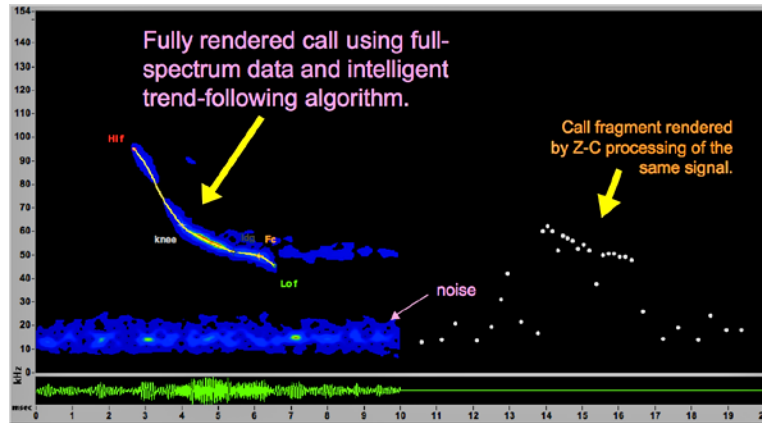 154-
140-
130-
120-
110-
100-
90-
80-
70-
60-
50-
40-
30-
20-
10-
0-
kHz
Fully rendered call using full-
spectrum data and intelligent
trend-following algorithm.
Call fragment rendered
by Z-C processing of the
same signal.
Hi f
knee
Fc
Lo f
noise
msec
0 1 2 3 4 5 6 7 8 9 10 11 12 13 14 15 16 17 18 19 2